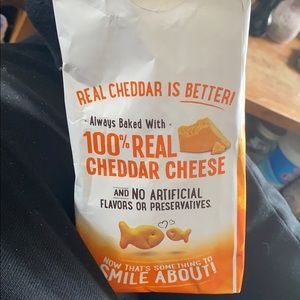 REAL CHEDDAR IS BETTER!
- Always Baked With -
100% REAL
CHEDDAR CHEESE
AND NO ARTIFICIAL
FLAVORS OR PRESERVATIVES.
NOW THAT'S SOMETHING TO
SMILE ABOUT!